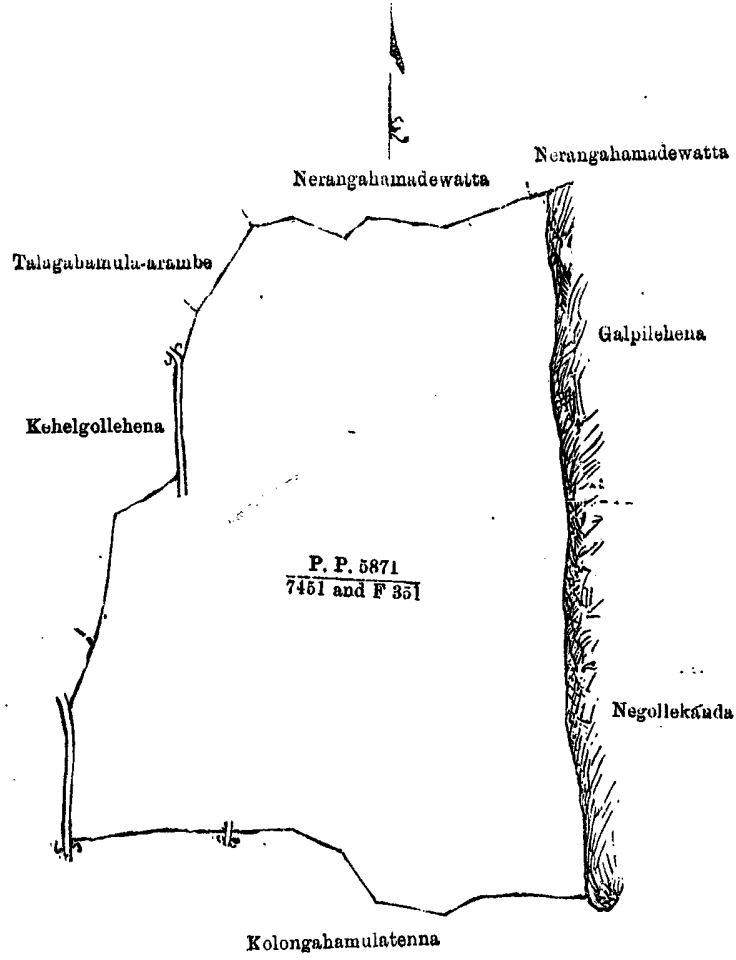 Nerangahamadewatta
Nerangahamadewatta
Talagahamula-arambe
Galpilehena
Kehelgollehena
P. P. 5871
7451 and F 351
Negollekanda
Kolongahamulatenna